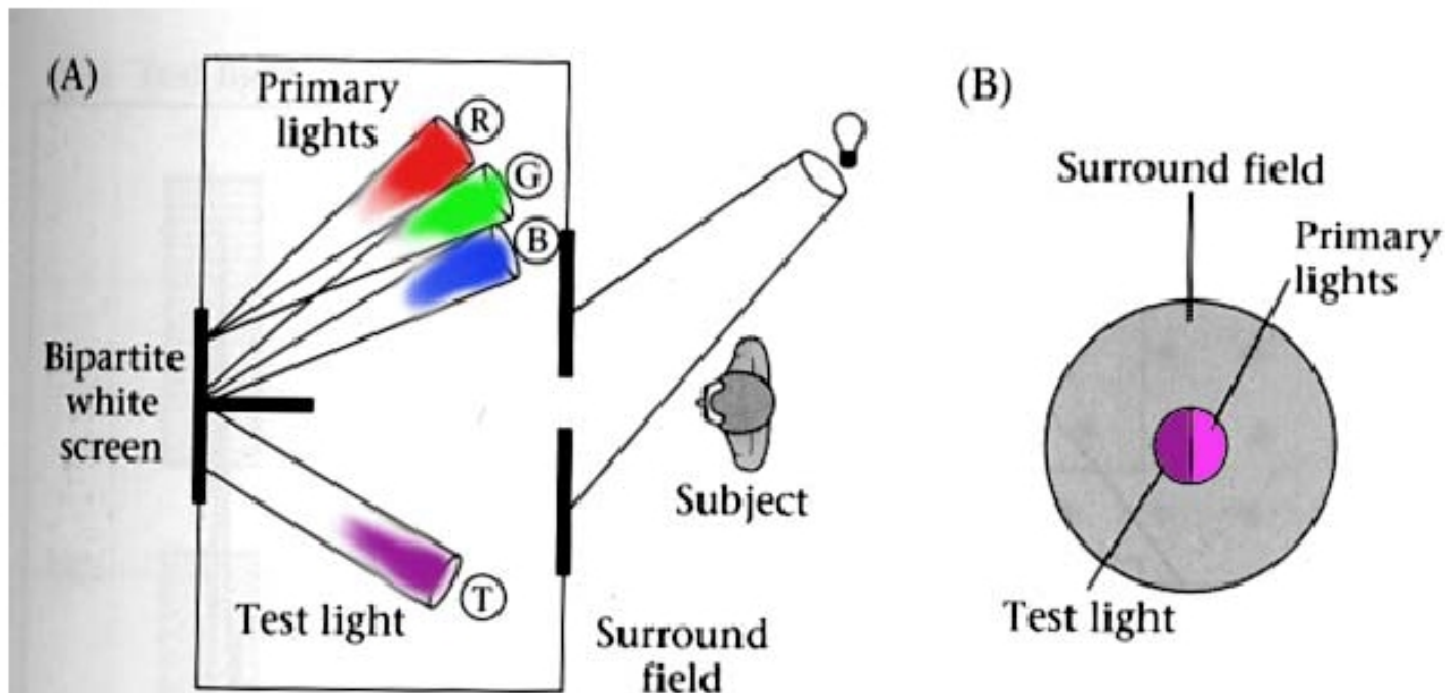 (A)
Primary
lights
R
G
B
Bipartite
white
screen
Test light
T
Subject
Surround
field
(B)
Surround field
Primary
lights
Test light